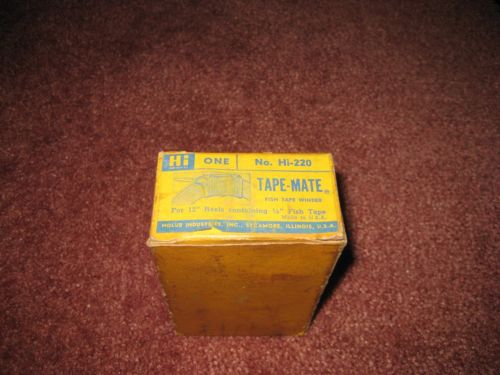 Hi ONE No. Hi-220
TAPE-MATE®
FISH TAPE WINDER
For 12" Reels containing ⅛" Fish Tape
Made in U.S.A.
HOLUB INDUSTRIES, INC., SYCAMORE, ILLINOIS, U.S.A.